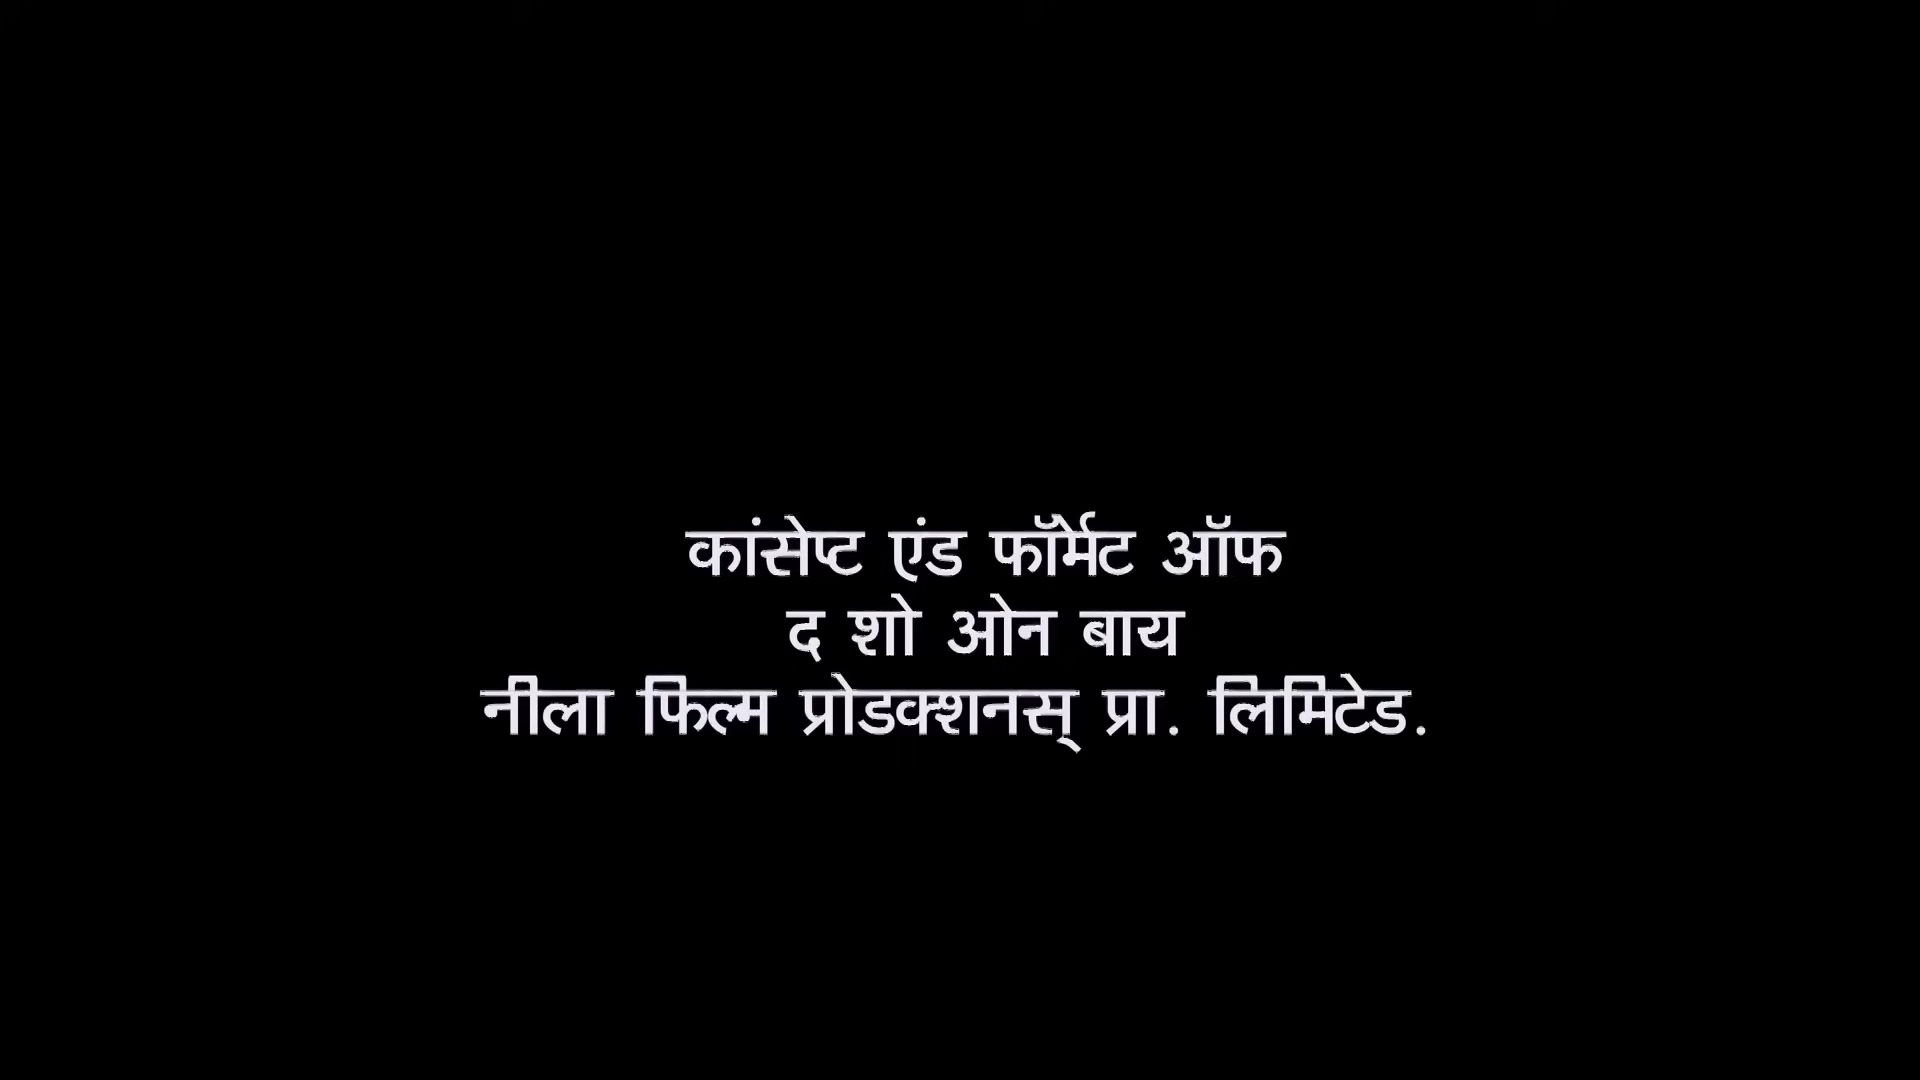 कांसेप्ट एंड फॉर्मेट ऑफ
द शो ओन बाय
नीला फिल्म प्रोडक्शनस् प्रा. लिमिटेड.